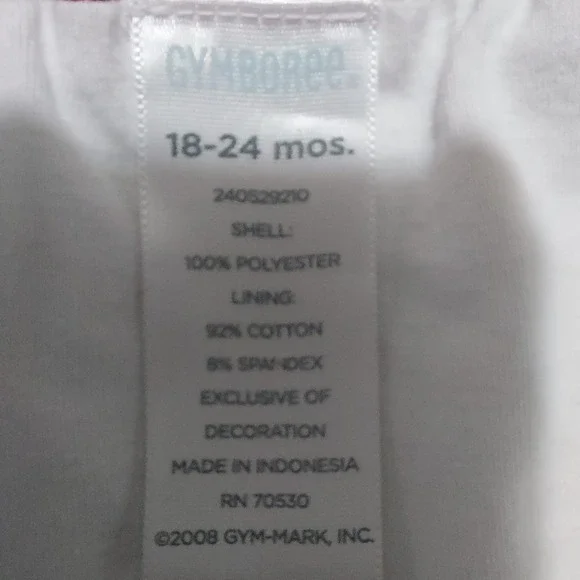 GYMBOREE.
18-24 mos.
240529210
SHELL:
100% POLYESTER
LINING:
92% COTTON
8% SPANDEX
EXCLUSIVE OF
DECORATION
MADE IN INDONESIA
RN 70530
©2008 GYM-MARK, INC.